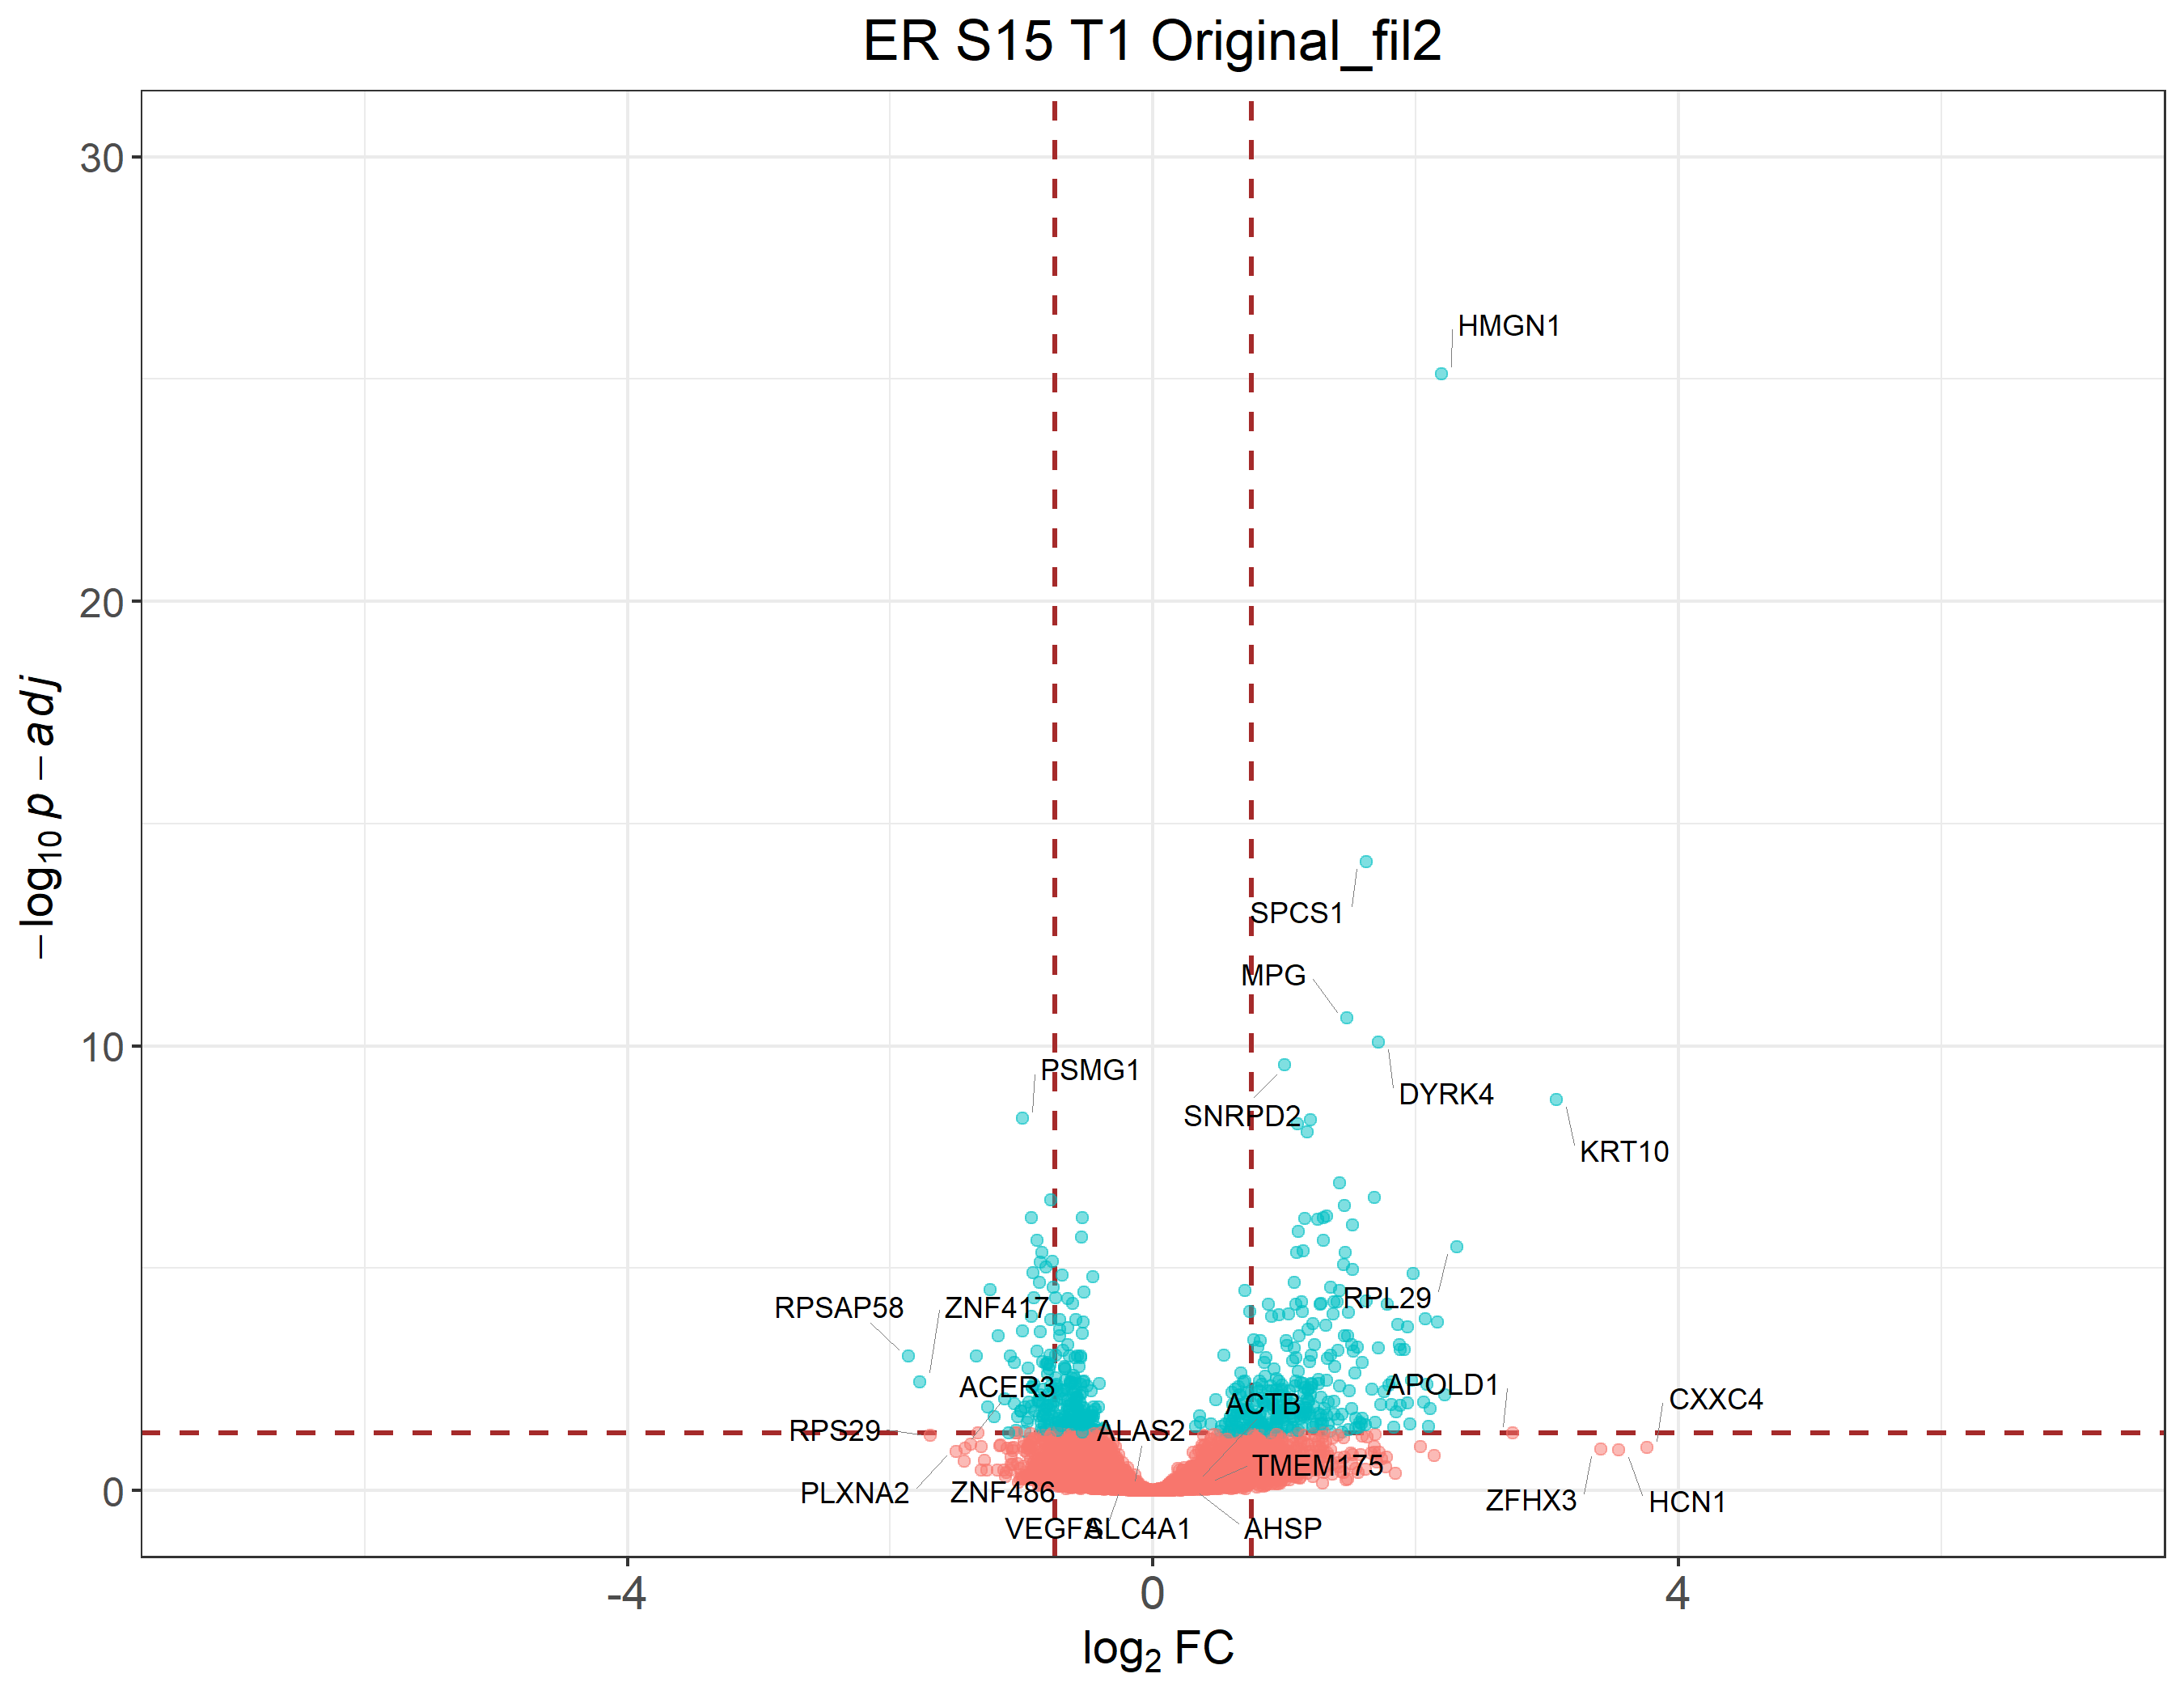 ER S15 T1 Original_fil2
30
HMGN1
20
−log10 p − adj
SPCS1
MPG
10
PSMG1
DYRK4
SNRPD2
KRT10
RPL29
RPSAP58
ZNF417
APOLD1
ACER3
CXXC4
ACTB
RPS29
ALAS2
TMEM175
0
PLXNA2
ZNF486
ZFHX3
HCN1
VEGFA
SLC4A1
AHSP
-4
0
4
log2 FC